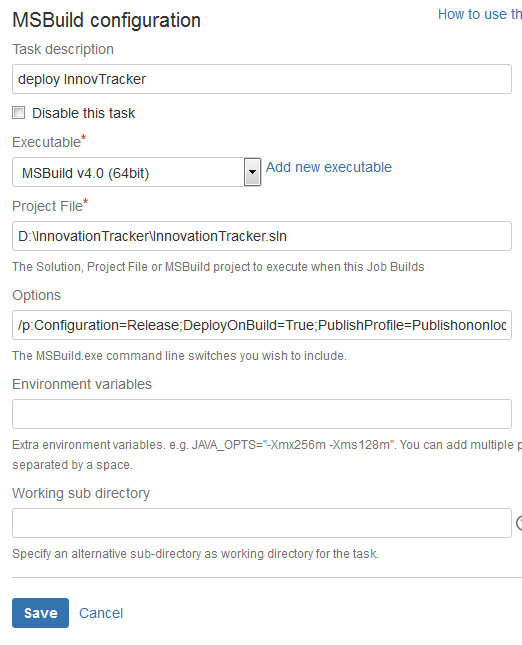 MSBuild configuration
How to use th
Task description
deploy InnovTracker
Disable this task
Executable*
MSBuild v4.0 (64bit)
Add new executable
Project File*
D:\InnovationTracker\InnovationTracker.sln
The Solution, Project File or MSBuild project to execute when this Job Builds
Options
/p:Configuration=Release;DeployOnBuild=True;PublishProfile=Publishononloc
The MSBuild.exe command line switches you wish to include.
Environment variables
Extra environment variables. e.g. JAVA_OPTS="-Xmx256m -Xms128m". You can add multiple p
separated by a space.
Working sub directory
Specify an alternative sub-directory as working directory for the task.
Save
Cancel